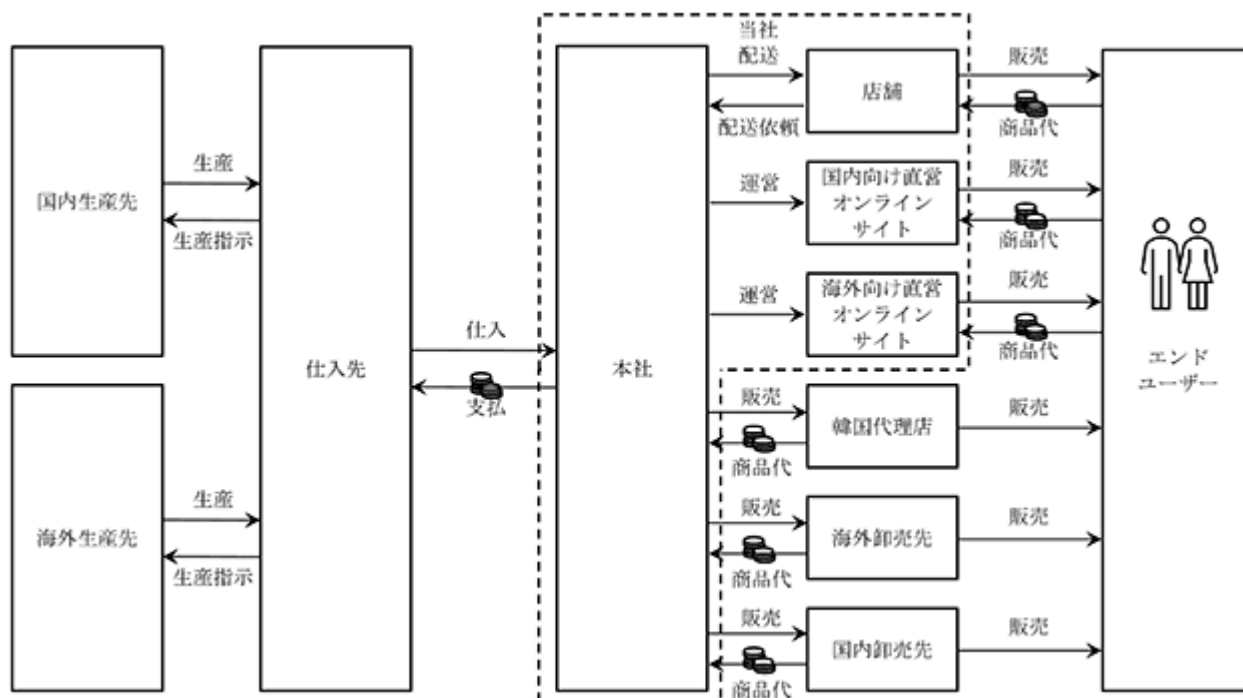 当社
配送
店舗
配送依頼
販売
商品代
運営
国内向け直営
オンライン
サイト
販売
商品代
運営
海外向け直営
オンライン
サイト
販売
商品代
国内生産先
生産
生産指示
海外生産先
生産
生産指示
仕入先
仕入
支払
本社
販売
商品代
韓国代理店
販売
販売
商品代
海外卸売先
販売
販売
商品代
国内卸売先
販売
エンド
ユーザー